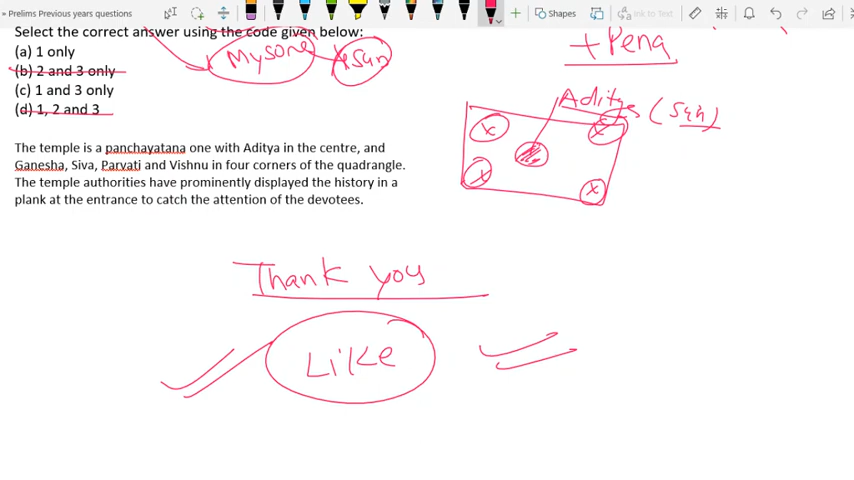 » Prelims Previous years questions
Shapes
Ink to Text
Select the correct answer using the code given below:
(a) 1 only
(b) 2 and 3 only
(c) 1 and 3 only
(d) 1, 2 and 3
Mysore
San
+Pena
Aditya (Sun)
The temple is a panchayatana one with Aditya in the centre, and
Ganesha, Siva, Parvati and Vishnu in four corners of the quadrangle.
The temple authorities have prominently displayed the history in a
plank at the entrance to catch the attention of the devotees.
Thank you
Like